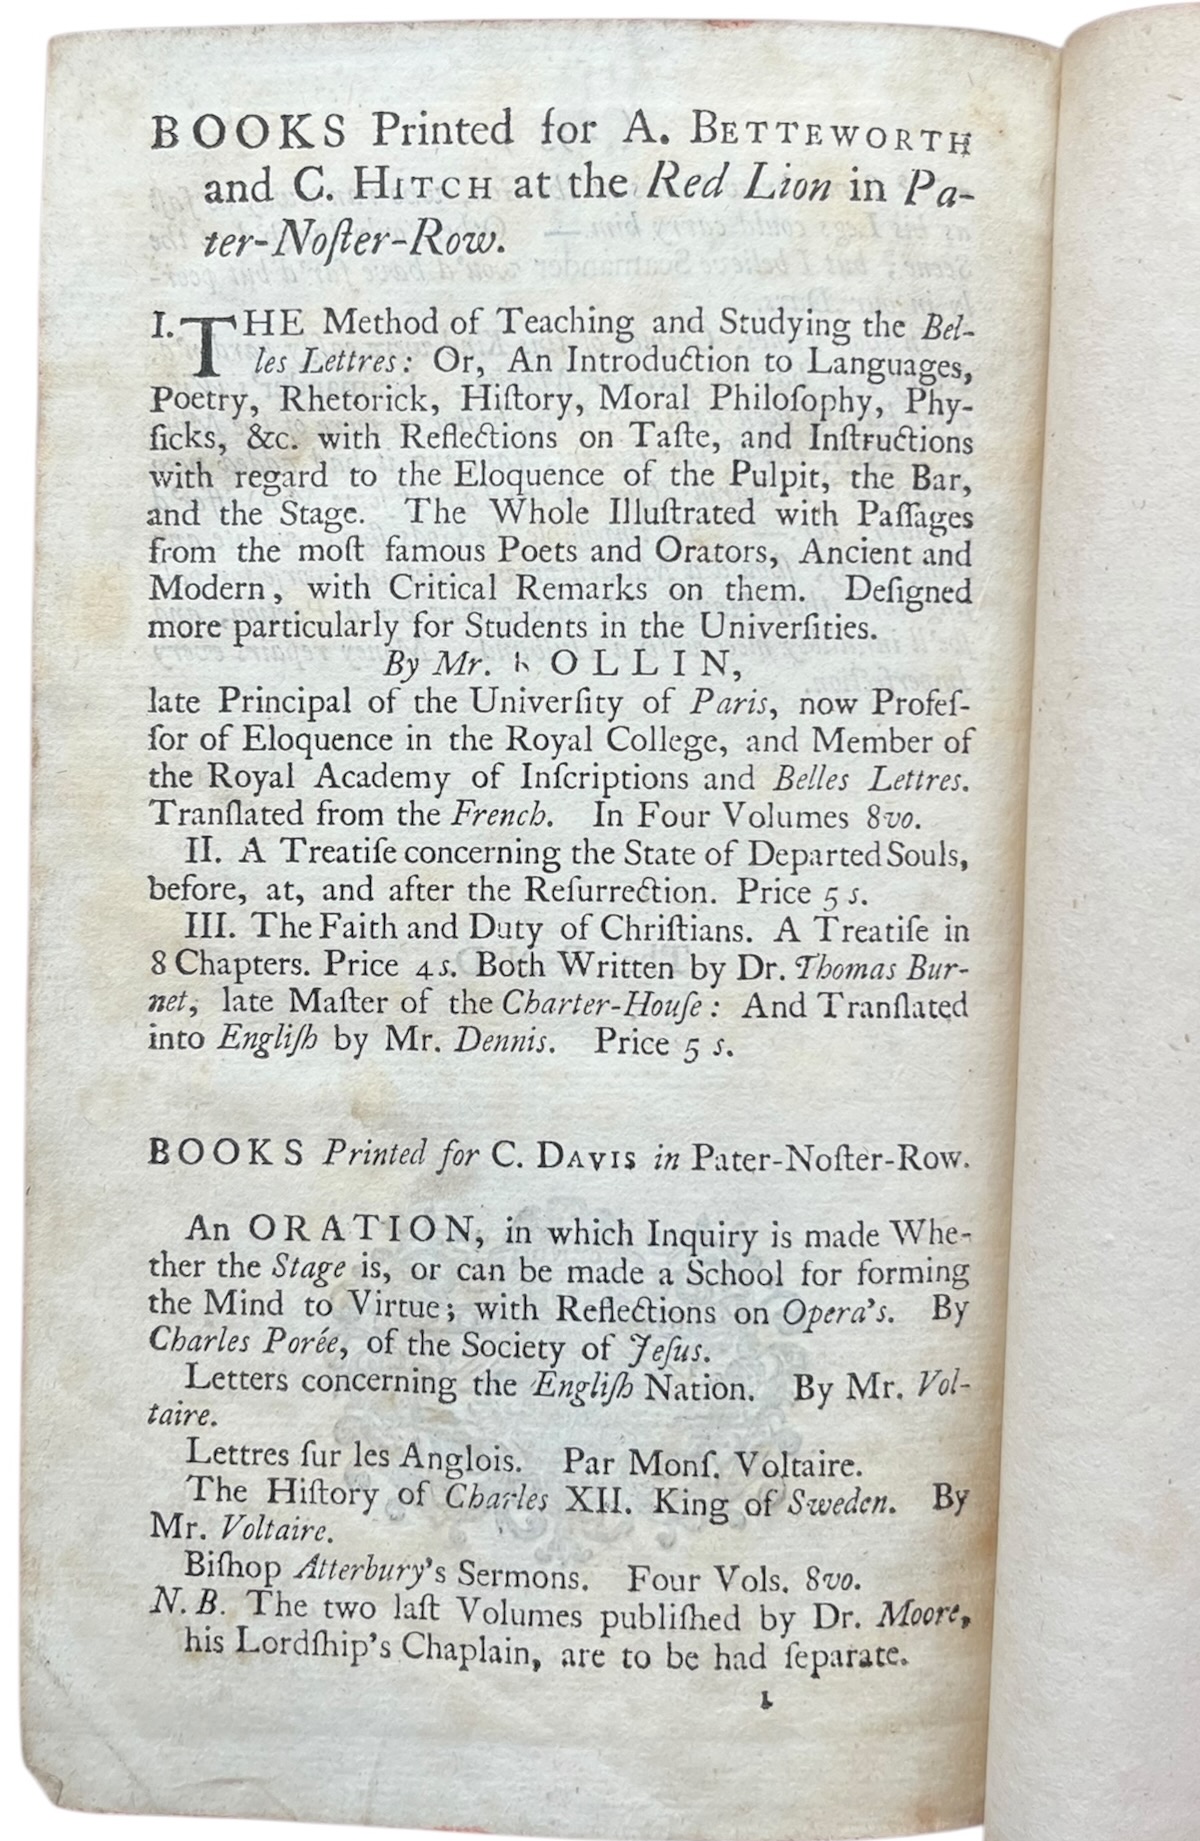 BOOKS Printed for A. BETTEWORTH
and C. HITCH at the Red Lion in Pa-
ter-Noſter-Row.
I. THE Method of Teaching and Studying the Bel-
les Lettres: Or, An Introduction to Languages,
Poetry, Rhetorick, Hiſtory, Moral Philoſophy, Phy-
ſicks, &c. with Reflections on Taſte, and Inſtructions
with regard to the Eloquence of the Pulpit, the Bar,
and the Stage. The Whole Illuſtrated with Paſſages
from the moſt famous Poets and Orators, Ancient and
Modern, with Critical Remarks on them. Deſigned
more particularly for Students in the Univerſities.
By Mr. ROLLIN,
late Principal of the Univerſity of Paris, now Profeſ-
ſor of Eloquence in the Royal College, and Member of
the Royal Academy of Inſcriptions and Belles Lettres.
Tranſlated from the French. In Four Volumes 8vo.
II. A Treatiſe concerning the State of Departed Souls,
before, at, and after the Reſurrection. Price 5 s.
III. The Faith and Duty of Chriſtians. A Treatiſe in
8 Chapters. Price 4 s. Both Written by Dr. Thomas Bur-
net, late Maſter of the Charter-Houſe: And Tranſlated
into Engliſh by Mr. Dennis. Price 5 s.
BOOKS Printed for C. DAVIS in Pater-Noſter-Row.
An ORATION, in which Inquiry is made Whe-
ther the Stage is, or can be made a School for forming
the Mind to Virtue; with Reflections on Opera's. By
Charles Porée, of the Society of Jeſus.
Letters concerning the Engliſh Nation. By Mr. Vol-
taire.
Lettres ſur les Anglois. Par Monſ. Voltaire.
The Hiſtory of Charles XII. King of Sweden. By
Mr. Voltaire.
Biſhop Atterbury's Sermons. Four Vols. 8vo.
N. B. The two laſt Volumes publiſhed by Dr. Moore,
his Lordſhip's Chaplain, are to be had ſeparate.